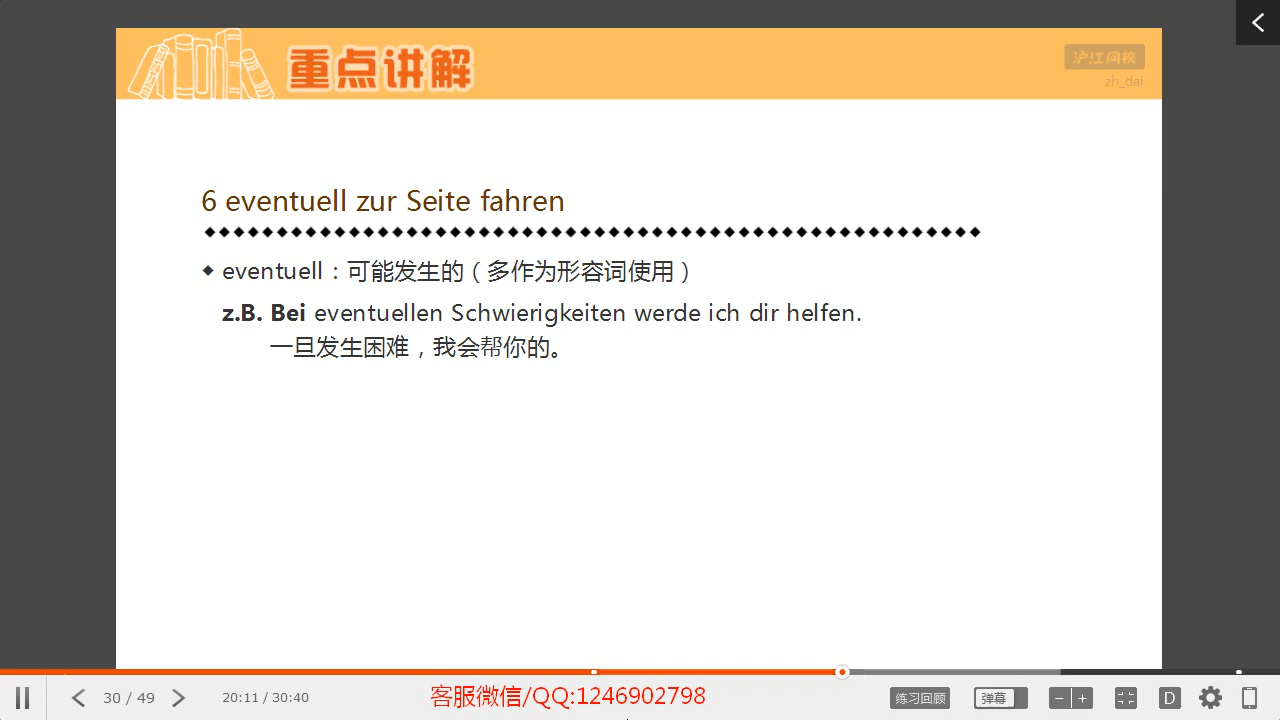 重点讲解
沪江网校
zh_dai
6 eventuell zur Seite fahren
eventuell：可能发生的（多作为形容词使用）
z.B. Bei eventuellen Schwierigkeiten werde ich dir helfen.
一旦发生困难，我会帮你的。
30 / 49
20:11 / 30:40
客服微信/QQ:1246902798
练习回顾
弹幕
D